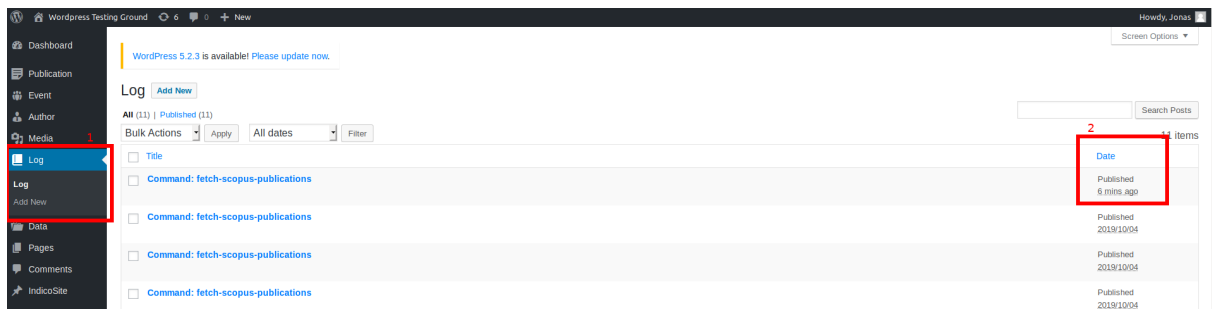 Wordpress Testing Ground 6 0 + New Howdy, Jonas
Screen Options ▼
Dashboard
Publication
Event
Author
Media 1
Log
Log
Add New
Data
Pages
Comments
IndicoSite
WordPress 5.2.3 is available! Please update now.
Log Add New
All (11) | Published (11)
Search Posts
Bulk Actions Apply All dates Filter
2
11 items
Title Date
Command: fetch-scopus-publications Published
6 mins ago
Command: fetch-scopus-publications Published
2019/10/04
Command: fetch-scopus-publications Published
2019/10/04
Command: fetch-scopus-publications Published
2019/10/04